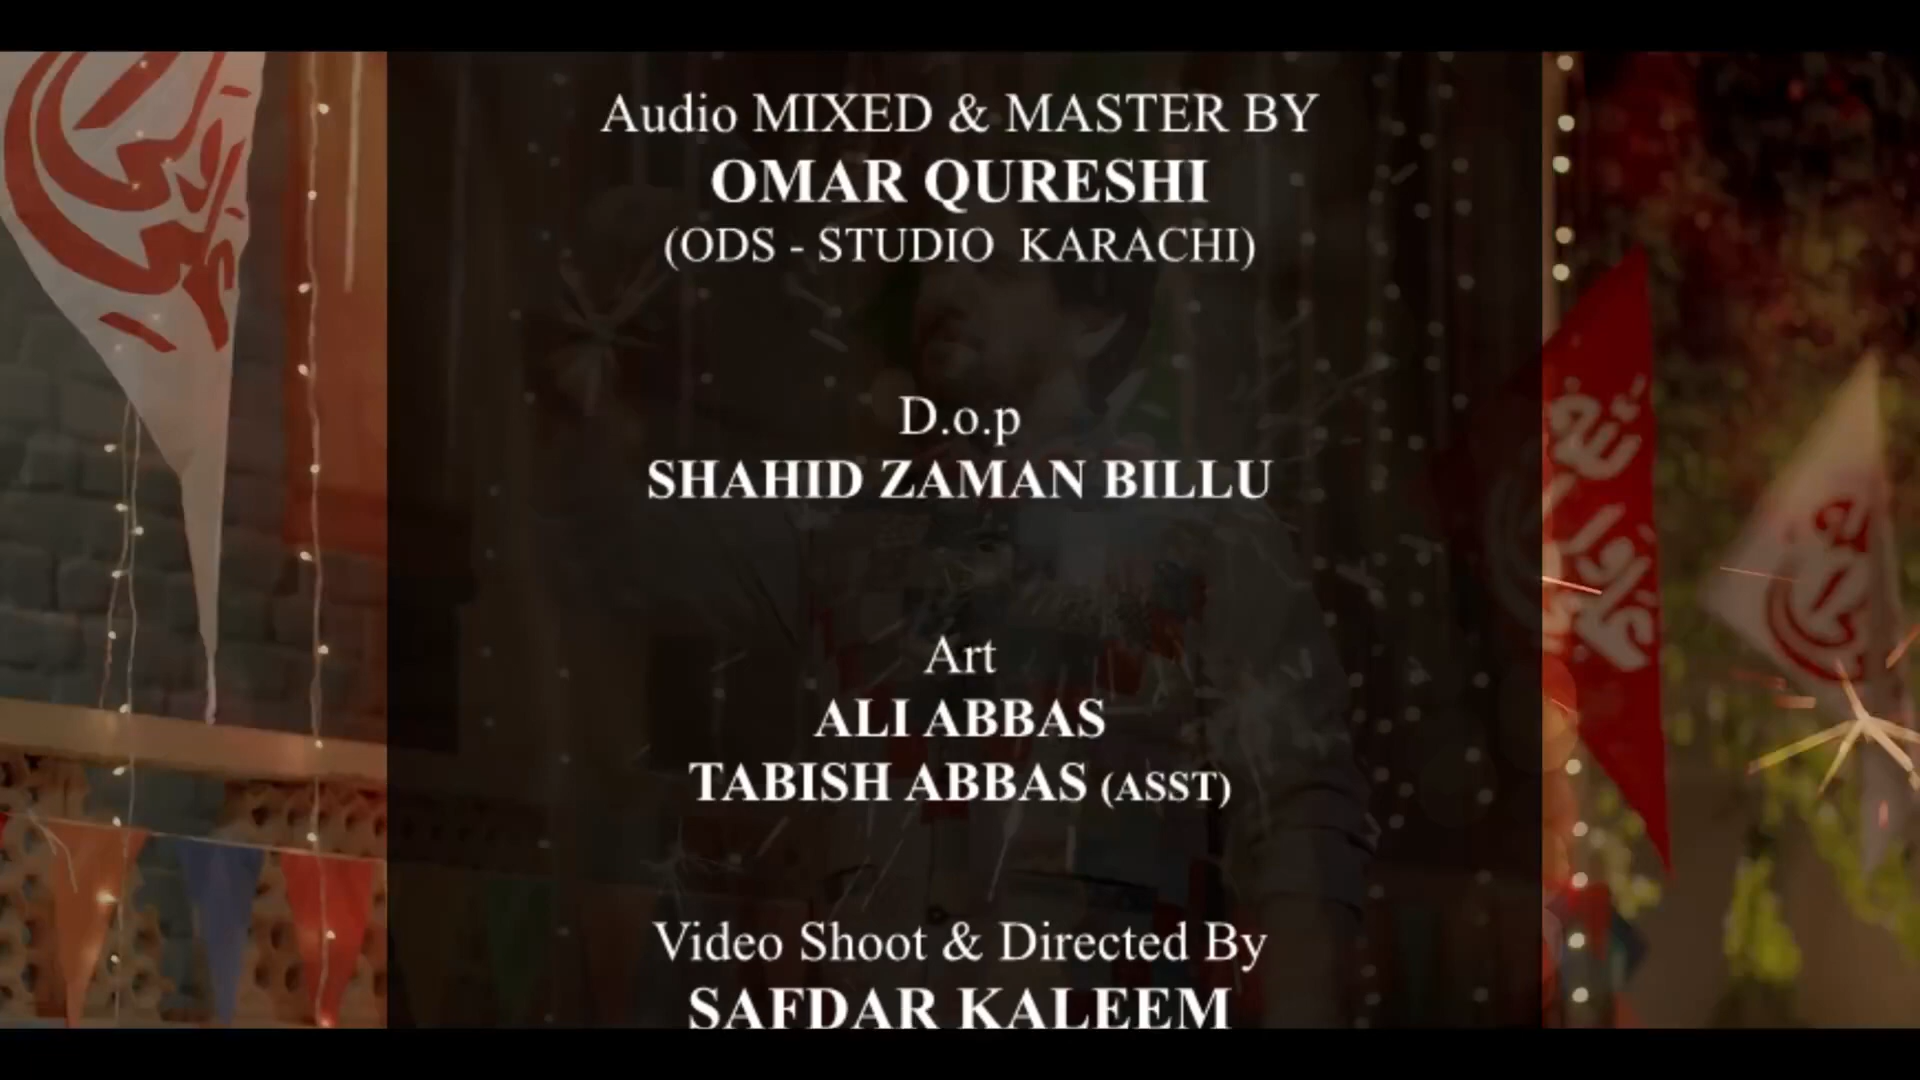 Audio MIXED & MASTER BY
OMAR QURESHI
(ODS - STUDIO KARACHI)
D.o.p
SHAHID ZAMAN BILLU
Art
ALI ABBAS
TABISH ABBAS (ASST)
Video Shoot & Directed By
SAFDAR KALEEM